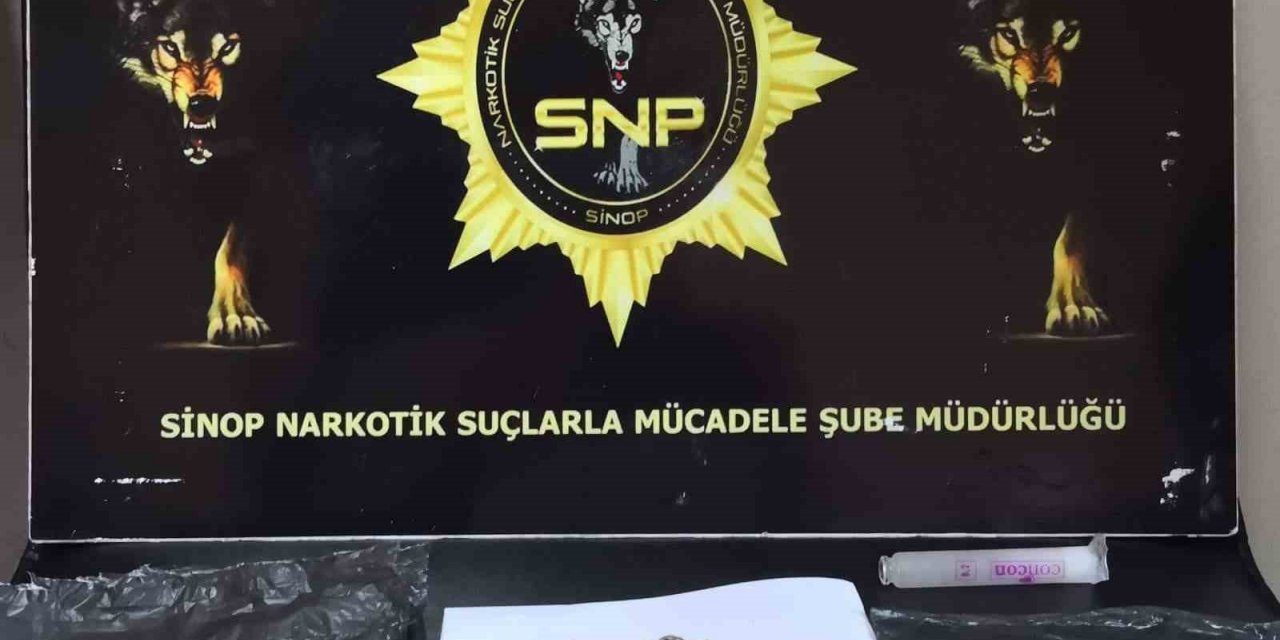 NARKOTİK SUÇ
MÜDÜRLÜĞÜ
SNP
SİNOP
SİNOP NARKOTİK SUÇLARLA MÜCADELE ŞUBE MÜDÜRLÜĞÜ
concon